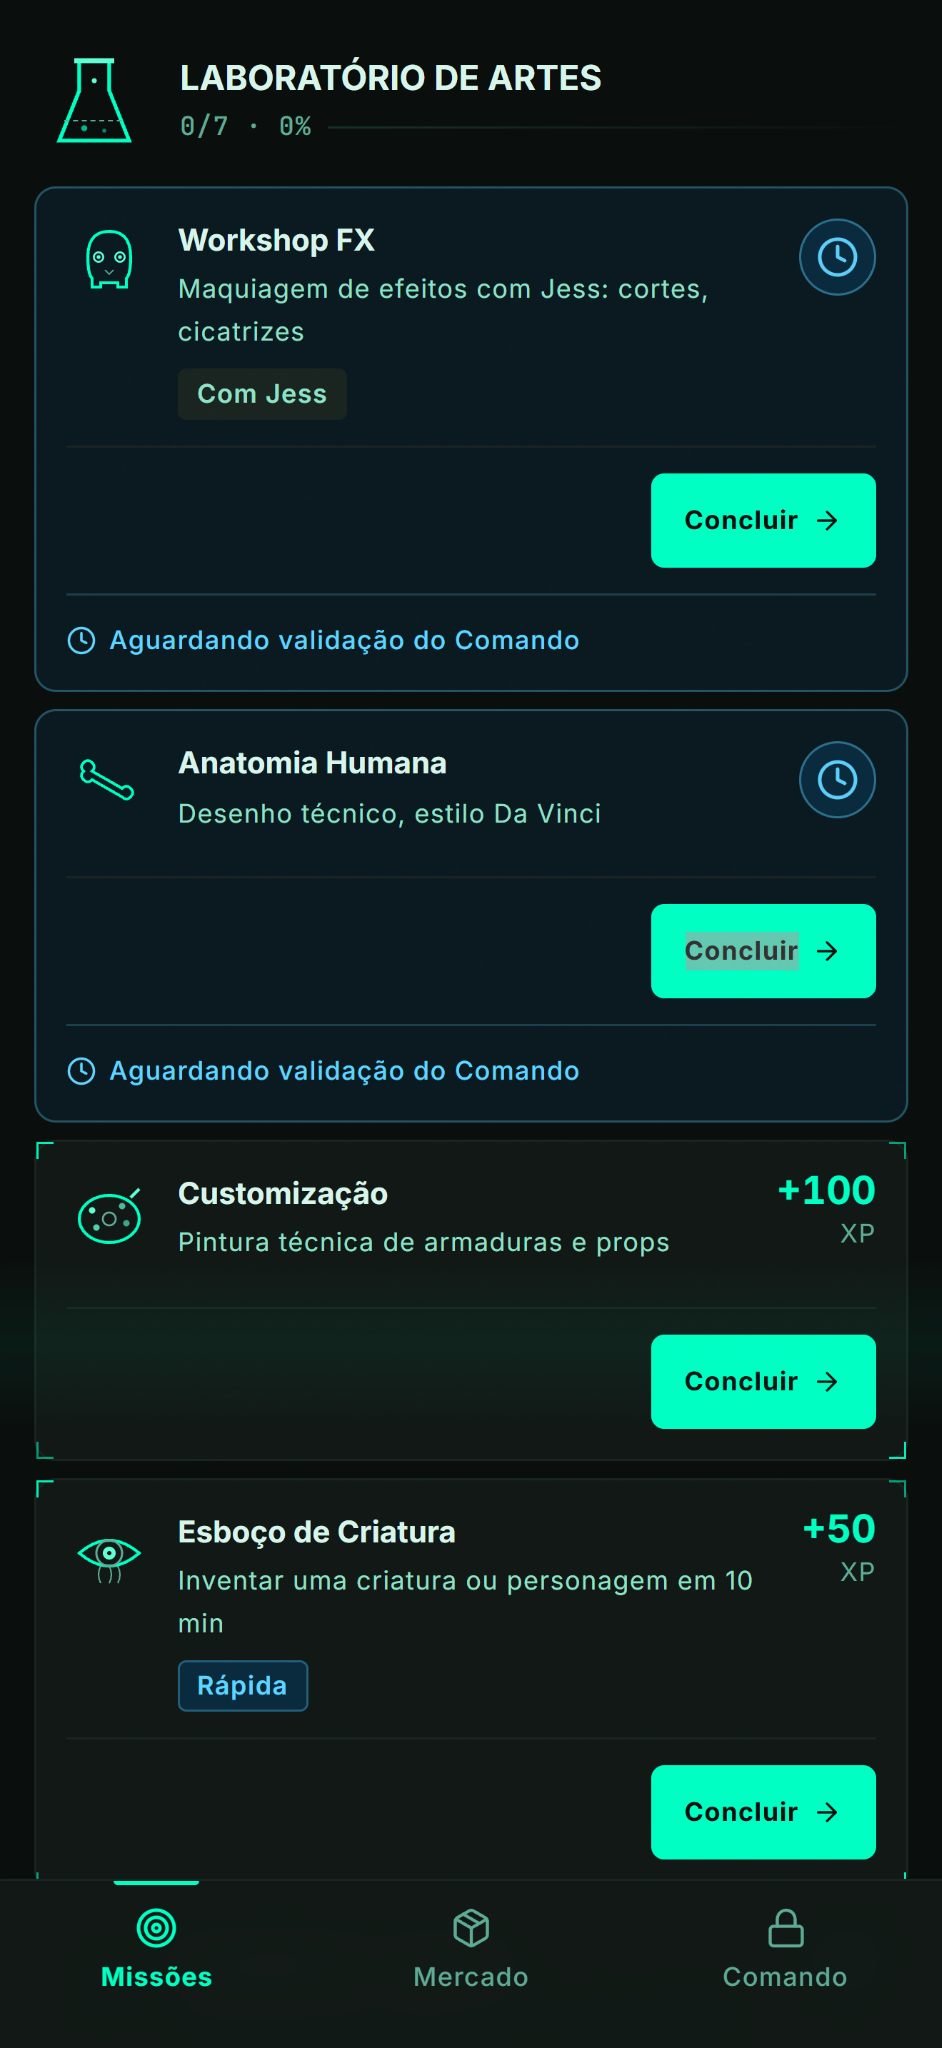 LABORATÓRIO DE ARTES
0/7 · 0%
Workshop FX
Maquiagem de efeitos com Jess: cortes,
cicatrizes
Com Jess
Concluir →
Aguardando validação do Comando
Anatomia Humana
Desenho técnico, estilo Da Vinci
Concluir →
Aguardando validação do Comando
Customização
+100
Pintura técnica de armaduras e props
XP
Concluir →
Esboço de Criatura
+50
Inventar uma criatura ou personagem em 10
min
XP
Rápida
Concluir →
Missões
Mercado
Comando